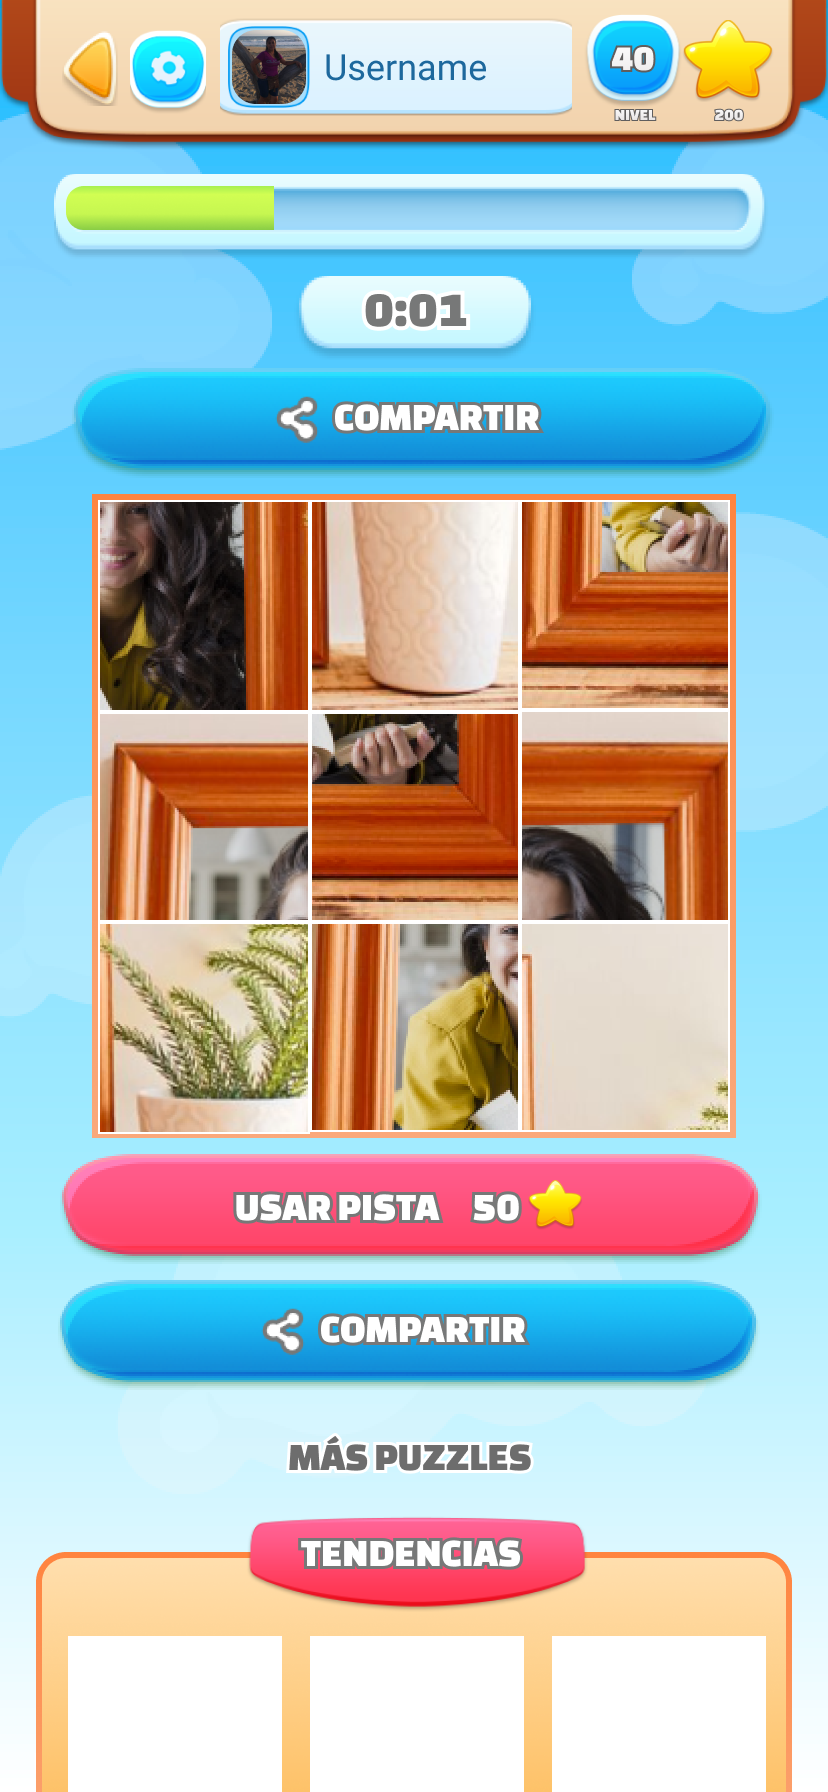 Username
40
NIVEL
200
0:01
COMPARTIR
USAR PISTA 50
COMPARTIR
MÁS PUZZLES
TENDENCIAS